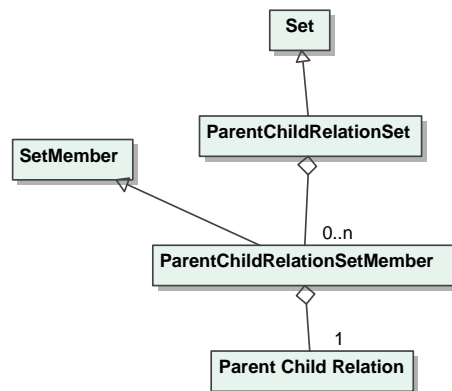 Set
ParentChildRelationSet
SetMember
0..n
ParentChildRelationSetMember
1
Parent Child Relation